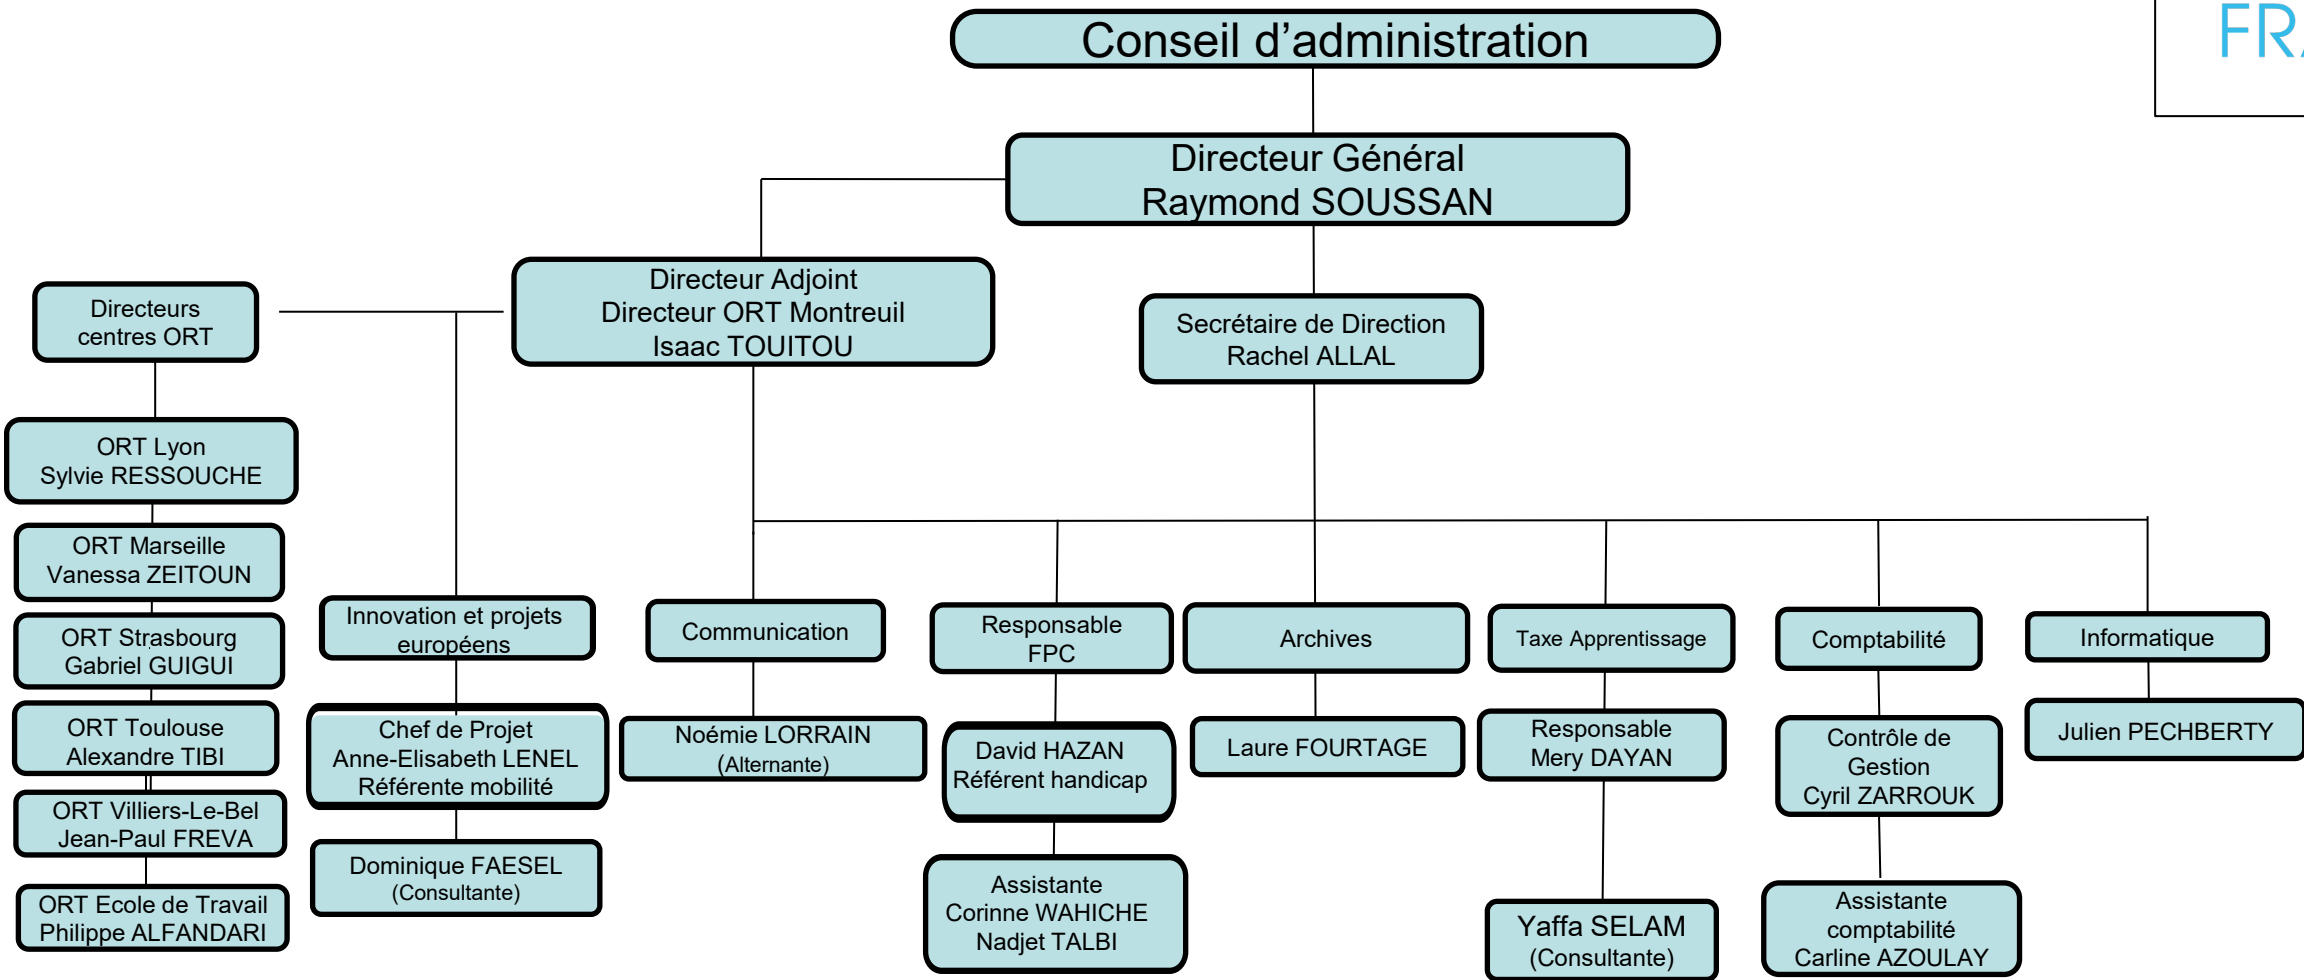 Conseil d'administration
Directeur Général
Raymond SOUSSAN
Directeur Adjoint
Directeur ORT Montreuil
Isaac TOUITOU
Secrétaire de Direction
Rachel ALLAL
Directeurs
centres ORT
ORT Lyon
Sylvie RESSOUCHE
ORT Marseille
Vanessa ZEITOUN
ORT Strasbourg
Gabriel GUIGUI
ORT Toulouse
Alexandre TIBI
ORT Villiers-Le-Bel
Jean-Paul FREVA
ORT Ecole de Travail
Philippe ALFANDARI
Innovation et projets
européens
Chef de Projet
Anne-Elisabeth LENEL
Référente mobilité
Dominique FAESEL
(Consultante)
Communication
Noémie LORRAIN
(Alternante)
Responsable
FPC
David HAZAN
Référent handicap
Assistante
Corinne WAHICHE
Nadjet TALBI
Archives
Laure FOURTAGE
Taxe Apprentissage
Responsable
Mery DAYAN
Yaffa SELAM
(Consultante)
Comptabilité
Contrôle de
Gestion
Cyril ZARROUK
Assistante
comptabilité
Carline AZOULAY
Informatique
Julien PECHBERTY